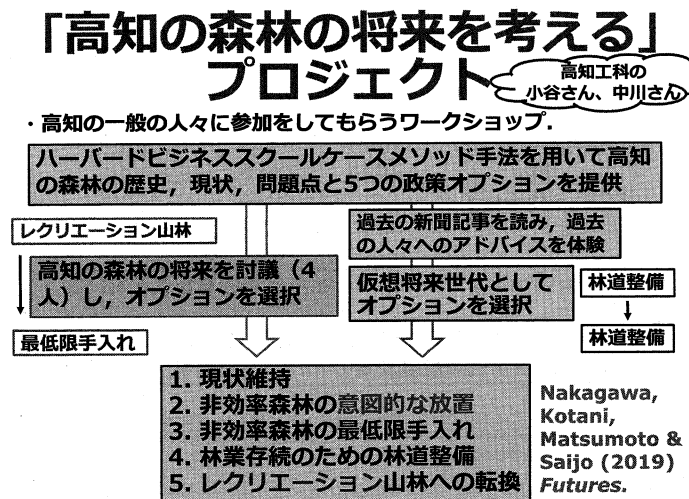 「高知の森林の将来を考える」
プロジェクト
高知工科の
小谷さん、中川さん
・高知の一般の人々に参加をしてもらうワークショップ.
ハーバードビジネススクールケースメソッド手法を用いて高知
の森林の歴史，現状，問題点と5つの政策オプションを提供
レクリエーション山林
高知の森林の将来を討議（4
人）し，オプションを選択
最低限手入れ
過去の新聞記事を読み，過去
の人々へのアドバイスを体験
仮想将来世代として
オプションを選択
林道整備
林道整備
1. 現状維持
2. 非効率森林の意図的な放置
3. 非効率森林の最低限手入れ
4. 林業存続のための林道整備
5. レクリエーション山林への転換
Nakagawa,
Kotani,
Matsumoto &
Saijo (2019)
Futures.